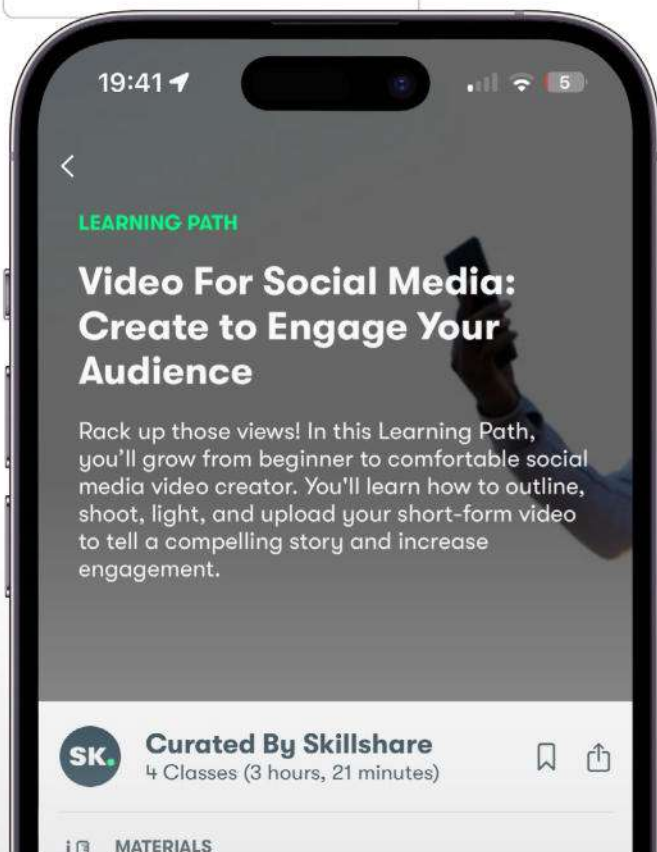 19:41
5
LEARNING PATH
Video For Social Media:
Create to Engage Your
Audience
Rack up those views! In this Learning Path,
you’ll grow from beginner to comfortable social
media video creator. You'll learn how to outline,
shoot, light, and upload your short-form video
to tell a compelling story and increase
engagement.
SK.
Curated By Skillshare
4 Classes (3 hours, 21 minutes)
MATERIALS